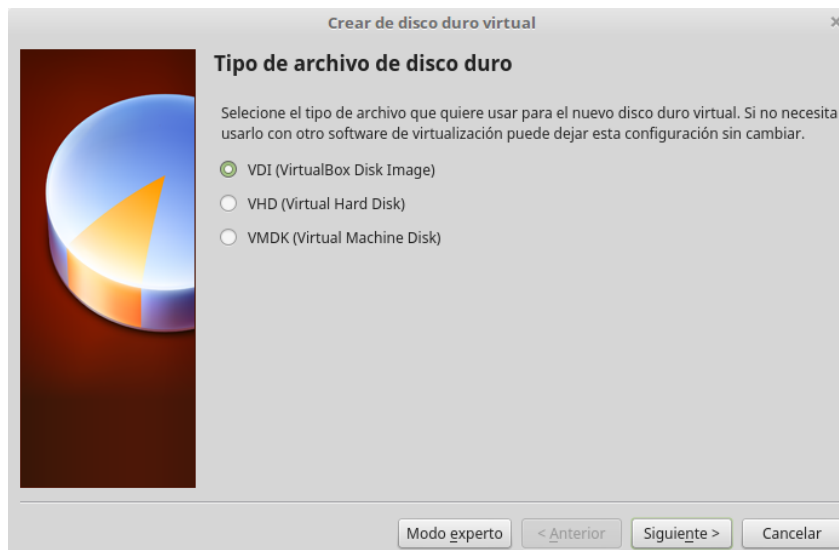 Crear de disco duro virtual
Tipo de archivo de disco duro
Selecione el tipo de archivo que quiere usar para el nuevo disco duro virtual. Si no necesita
usarlo con otro software de virtualización puede dejar esta configuración sin cambiar.
VDI (VirtualBox Disk Image)
VHD (Virtual Hard Disk)
VMDK (Virtual Machine Disk)
Modo experto < Anterior Siguiente > Cancelar